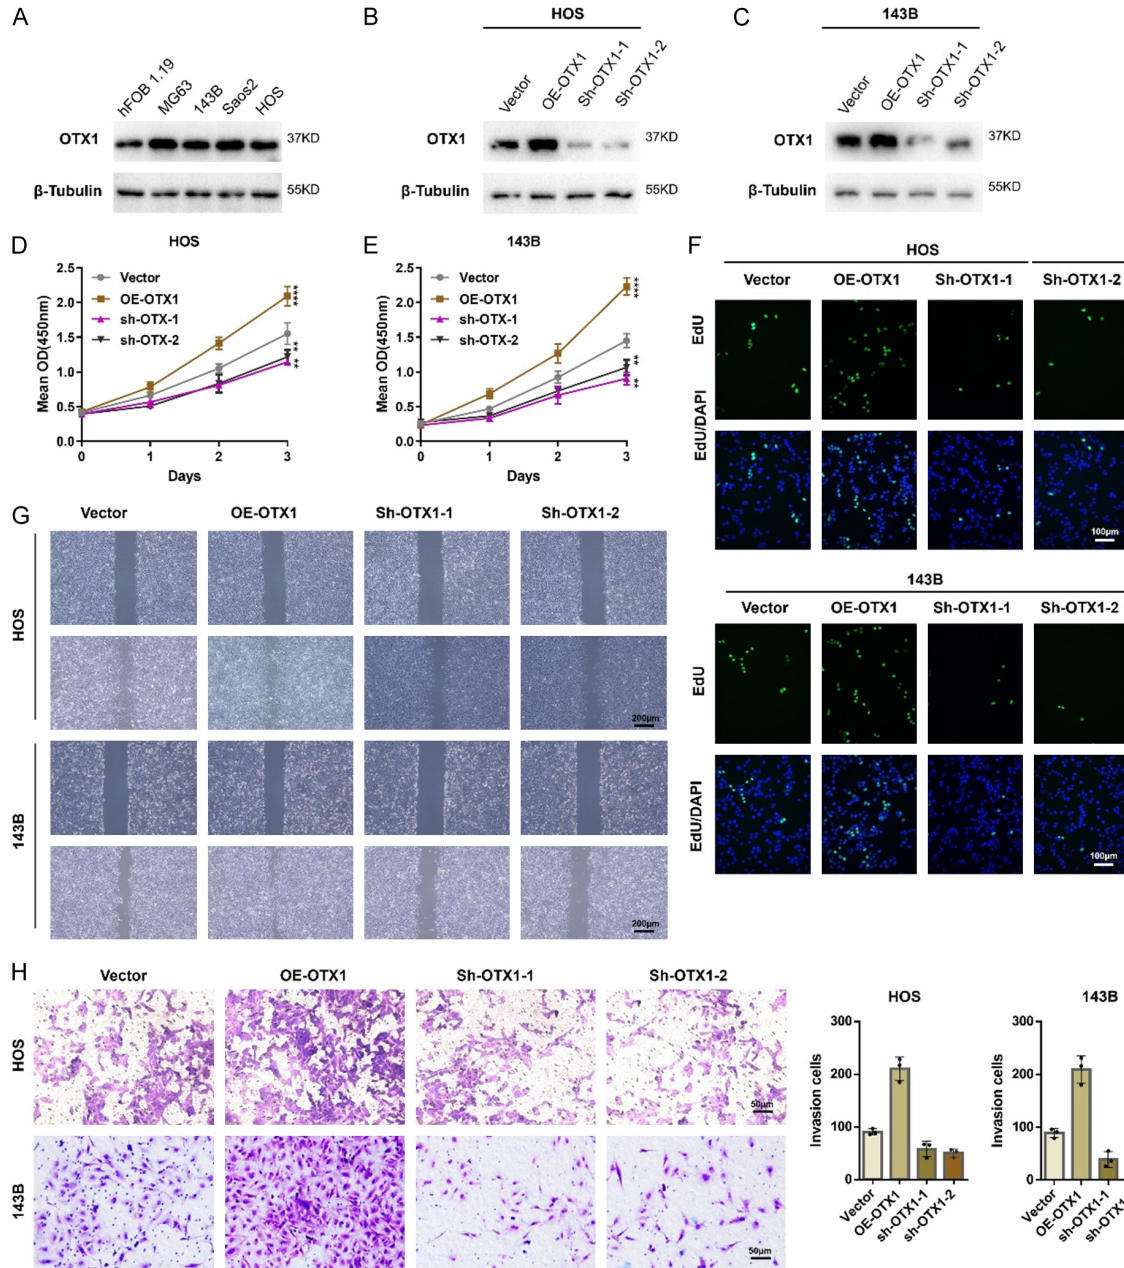 A
hFOB 1.19
MG63
143B
Saos2
HOS
OTX1
37KD
β-Tubulin
55KD
B
HOS
Vector
OE-OTX1
Sh-OTX1-1
Sh-OTX1-2
OTX1
37KD
β-Tubulin
55KD
C
143B
Vector
OE-OTX1
Sh-OTX1-1
Sh-OTX1-2
OTX1
37KD
β-Tubulin
55KD
D
HOS
Mean OD(450nm)
2.5
2.0
1.5
1.0
0.5
0.0
Vector
OE-OTX1
sh-OTX-1
sh-OTX-2
****
**
**
0 1 2 3
Days
E
143B
Mean OD(450nm)
2.5
2.0
1.5
1.0
0.5
0.0
Vector
OE-OTX1
sh-OTX-1
sh-OTX-2
****
**
**
0 1 2 3
Days
F
HOS
Vector OE-OTX1 Sh-OTX1-1 Sh-OTX1-2
EdU
EdU/DAPI
100μm
143B
Vector OE-OTX1 Sh-OTX1-1 Sh-OTX1-2
EdU
EdU/DAPI
100μm
G
Vector OE-OTX1 Sh-OTX1-1 Sh-OTX1-2
HOS
200μm
143B
200μm
H
Vector OE-OTX1 Sh-OTX1-1 Sh-OTX1-2
HOS
50μm
143B
50μm
HOS
Invasion cells
300
200
100
0
Vector
OE-OTX1
sh-OTX1-1
sh-OTX1-2
143B
Invasion cells
300
200
100
0
Vector
OE-OTX1
sh-OTX1-1
sh-OTX1